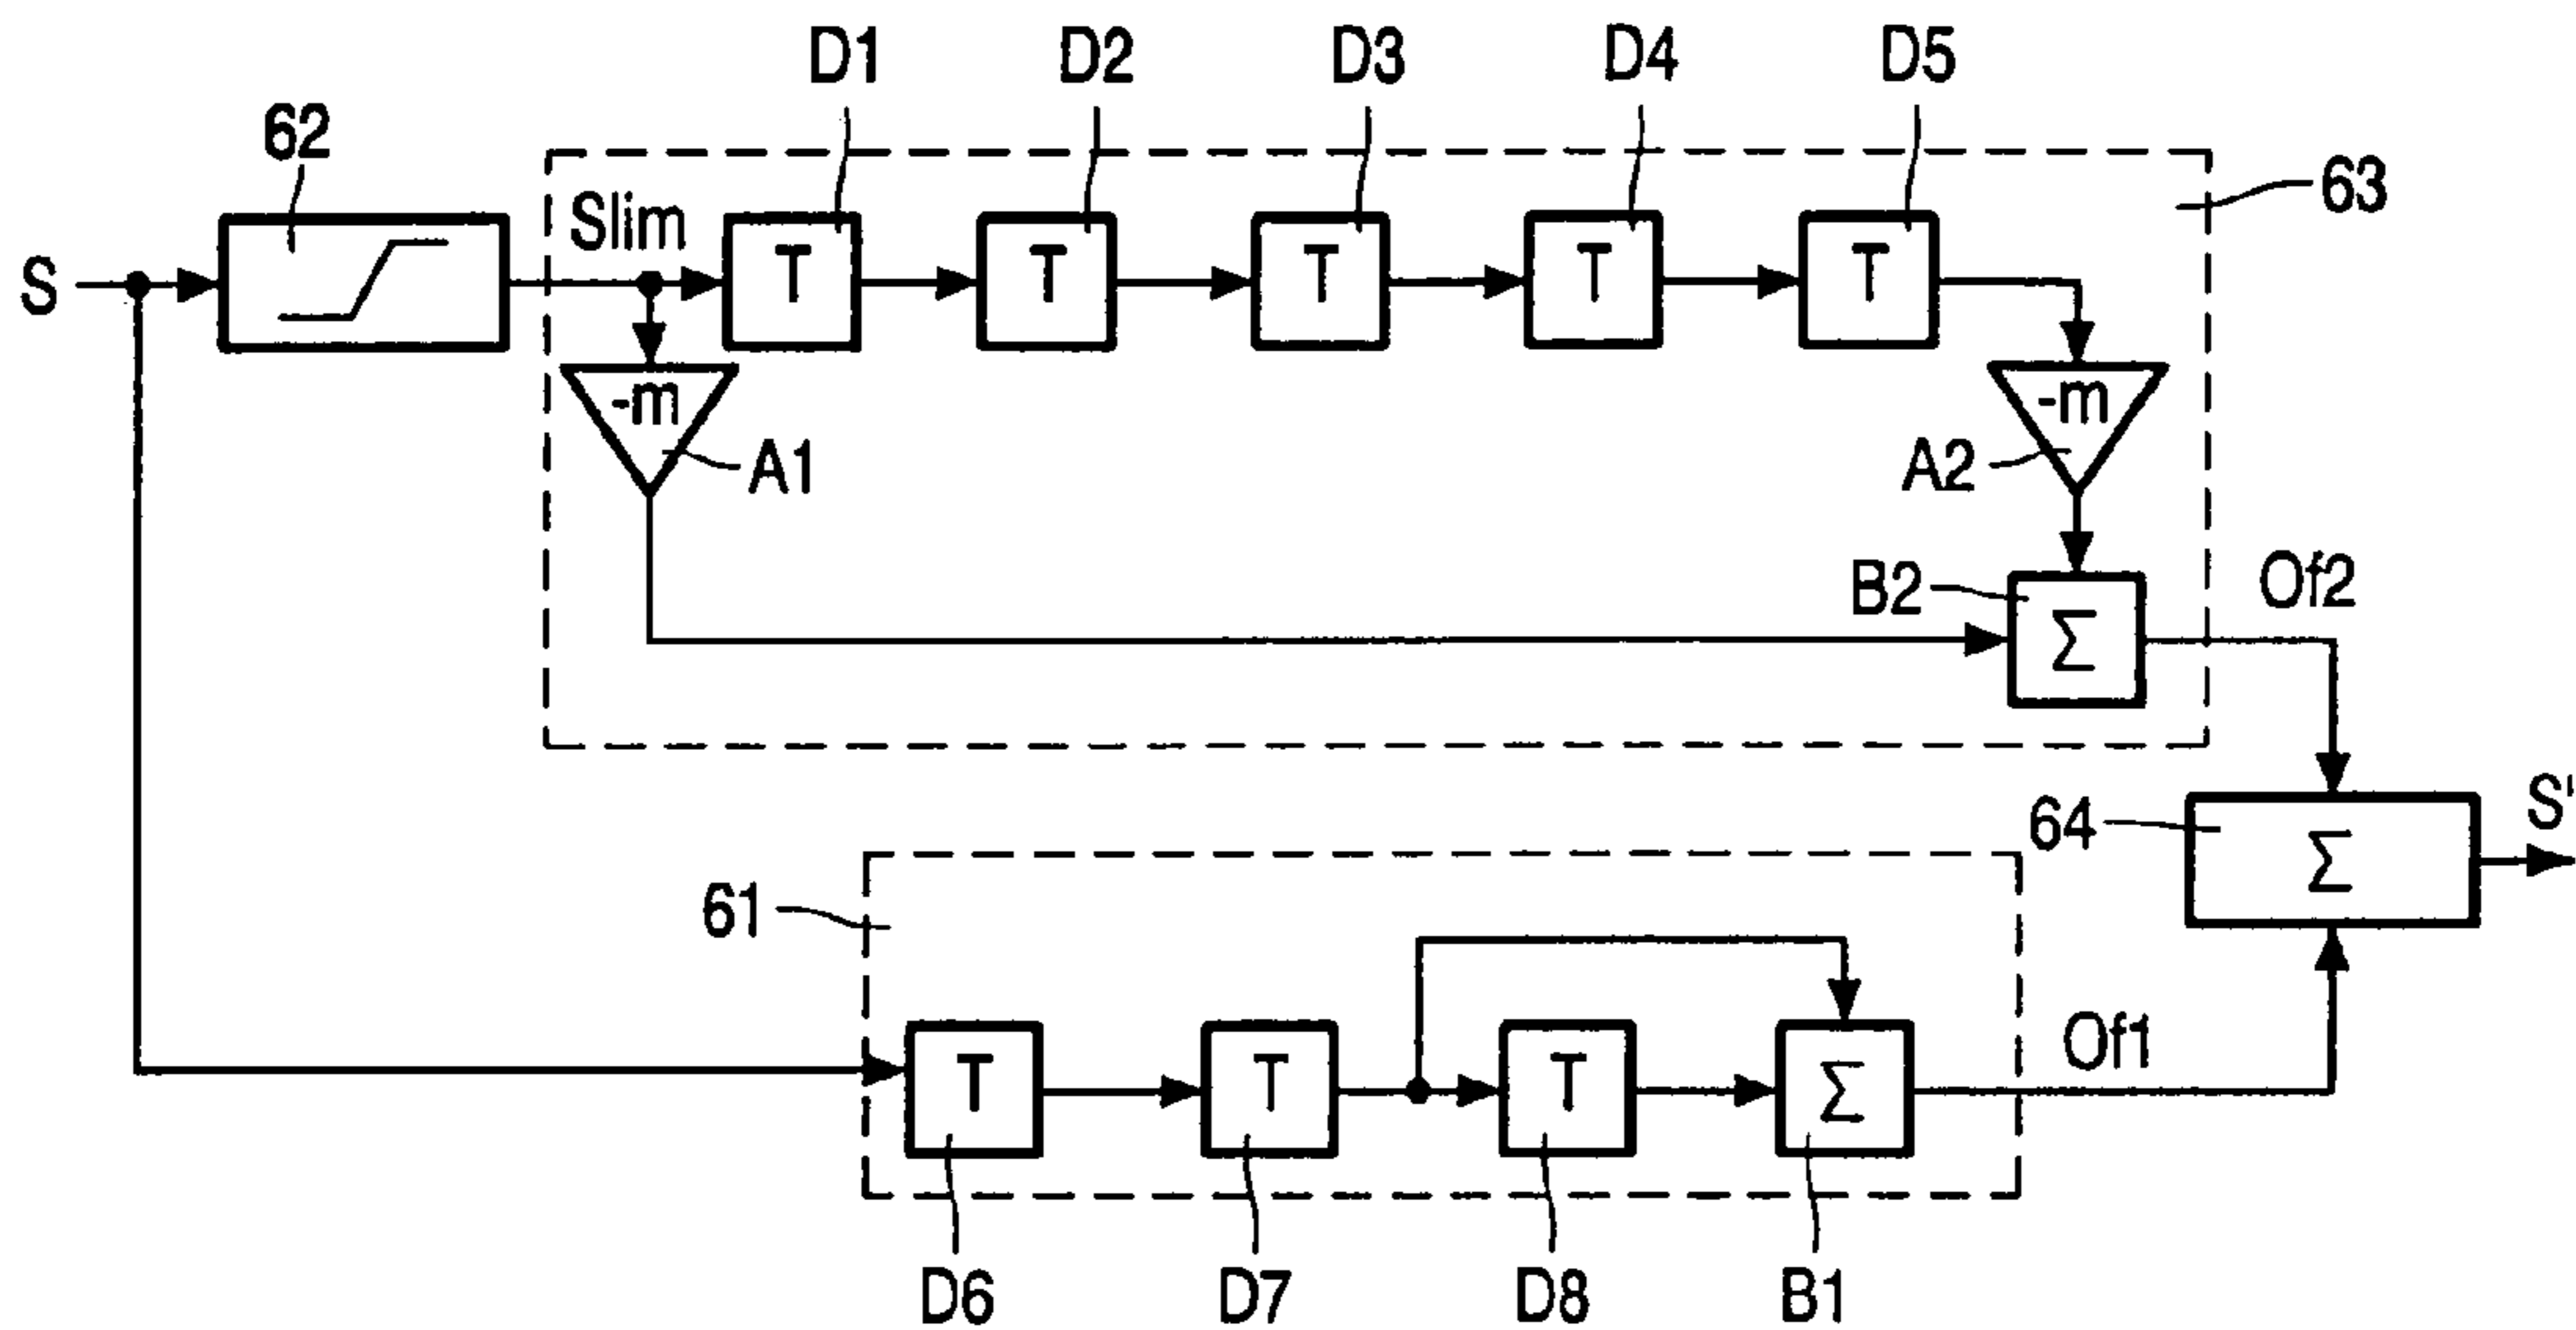 D1 D2 D3 D4 D5
62
63
Slim
S
T T T T T
-m -m
A1
A2
B2
Of2
Σ
64
S'
Σ
61
Of1
T T T Σ
D6 D7 D8 B1